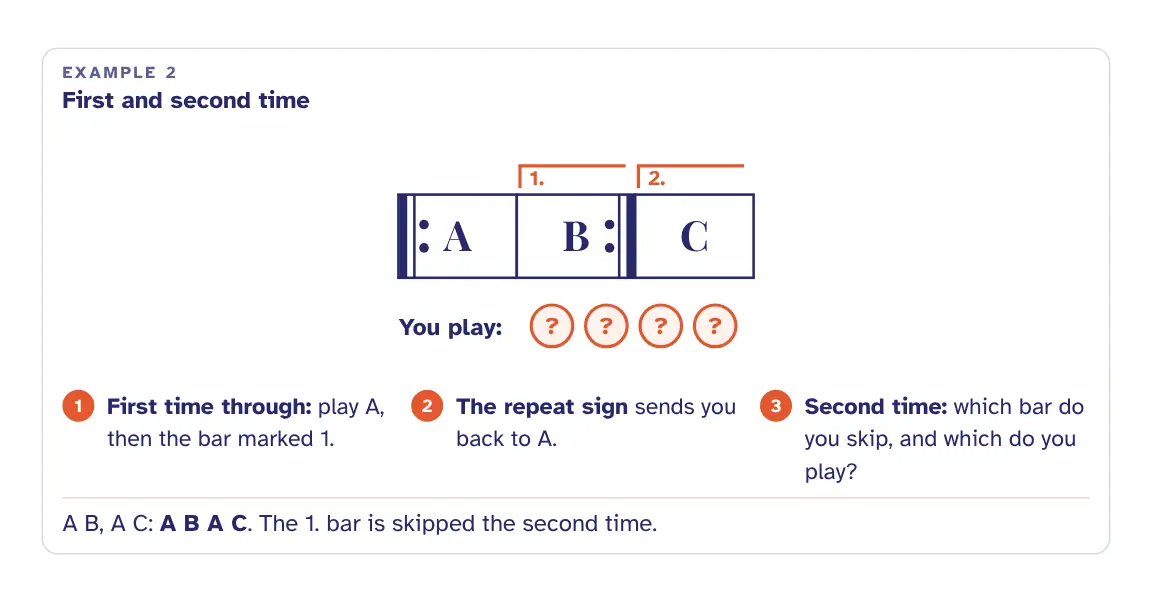 EXAMPLE 2
First and second time
1. 2.
A B C
You play: ? ? ? ?
1 First time through: play A,
then the bar marked 1.
2 The repeat sign sends you
back to A.
3 Second time: which bar do
you skip, and which do you
play?
A B, A C: A B A C. The 1. bar is skipped the second time.